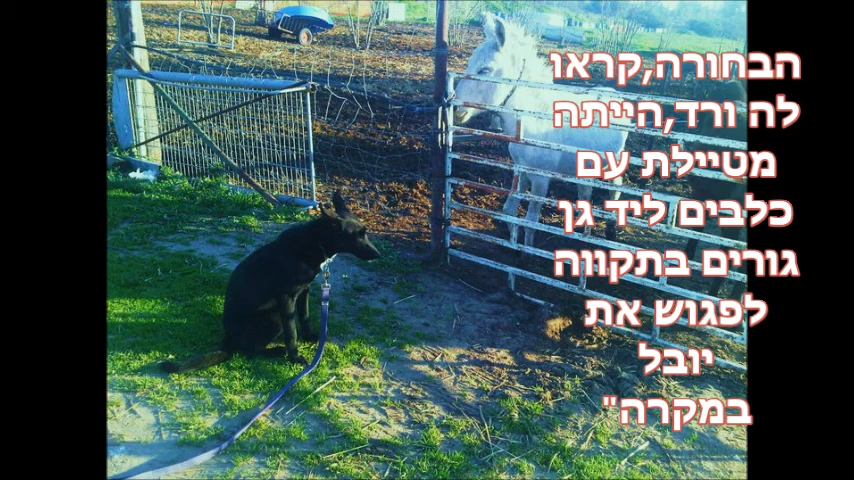 הבחורה,קראו
לה ורד,הייתה
מטיילת עם
כלבים ליד גן
גורים בתקווה
לפגוש את
יובל
במקרה"